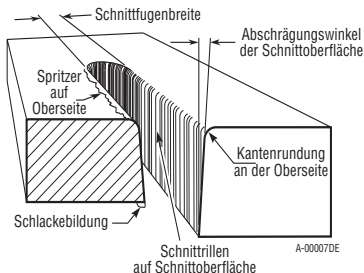 Schnittfugenbreite
Abschrägungswinkel
der Schnittoberfläche
Spritzer
auf
Oberseite
Kantenrundung
an der Oberseite
Schlackebildung
Schnittrillen
auf Schnittoberfläche
A-00007DE